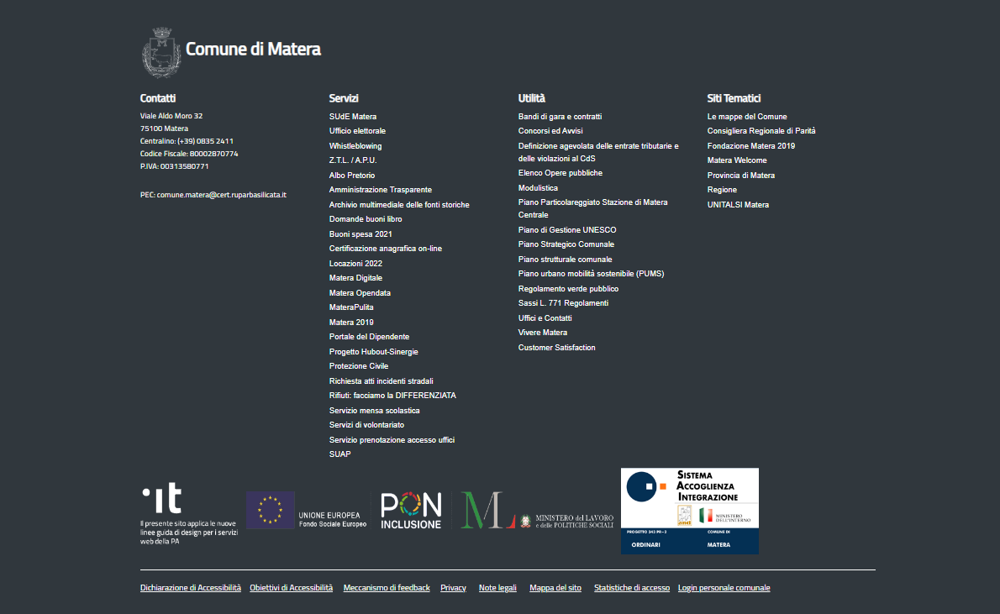 Comune di Matera
Contatti
Viale Aldo Moro 32
75100 Matera
Centralino: (+39) 0835 2411
Codice Fiscale: 80002870774
P.IVA: 00313580771
PEC: comune.matera@cert.ruparbasilicata.it
Servizi
SUdE Matera
Ufficio elettorale
Whistleblowing
Z.T.L. / A.P.U.
Albo Pretorio
Amministrazione Trasparente
Archivio multimediale delle fonti storiche
Domande buoni libro
Buoni spesa 2021
Certificazione anagrafica on-line
Locazioni 2022
Matera Digitale
Matera Opendata
MateraPulita
Matera 2019
Portale del Dipendente
Progetto Hubout-Sinergie
Protezione Civile
Richiesta atti incidenti stradali
Rifiuti: facciamo la DIFFERENZIATA
Servizio mensa scolastica
Servizi di volontariato
Servizio prenotazione accesso uffici
SUAP
Utilità
Bandi di gara e contratti
Concorsi ed Avvisi
Definizione agevolata delle entrate tributarie e
delle violazioni al CdS
Elenco Opere pubbliche
Modulistica
Piano Particolareggiato Stazione di Matera
Centrale
Piano di Gestione UNESCO
Piano Strategico Comunale
Piano strutturale comunale
Piano urbano mobilità sostenibile (PUMS)
Regolamento verde pubblico
Sassi L. 771 Regolamenti
Uffici e Contatti
Vivere Matera
Customer Satisfaction
Siti Tematici
Le mappe del Comune
Consigliera Regionale di Parità
Fondazione Matera 2019
Matera Welcome
Provincia di Matera
Regione
UNITALSI Matera
it
Il presente sito applica le nuove
linee guida di design per i servizi
web della PA
UNIONE EUROPEA
Fondo Sociale Europeo
PON
INCLUSIONE
ML
MINISTERO del LAVORO
e delle POLITICHE SOCIALI
SISTEMA
ACCOGLIENZA
INTEGRAZIONE
anci
MINISTERO
DELL'INTERNO
PROGETTO 343 PR-3
ORDINARI
COMUNE DI
MATERA
Dichiarazione di Accessibilità Obiettivi di Accessibilità Meccanismo di feedback Privacy Note legali Mappa del sito Statistiche di accesso Login personale comunale